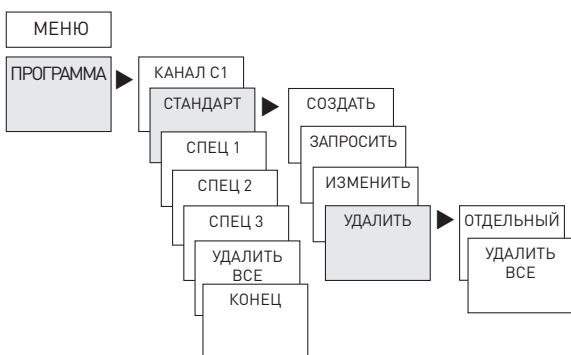 МЕНЮ
ПРОГРАММА
КАНАЛ C1
СТАНДАРТ
СПЕЦ 1
СПЕЦ 2
СПЕЦ 3
УДАЛИТЬ
ВСЕ
КОНЕЦ
СОЗДАТЬ
ЗАПРОСИТЬ
ИЗМЕНИТЬ
УДАЛИТЬ
ОТДЕЛЬНЫЙ
УДАЛИТЬ
ВСЕ